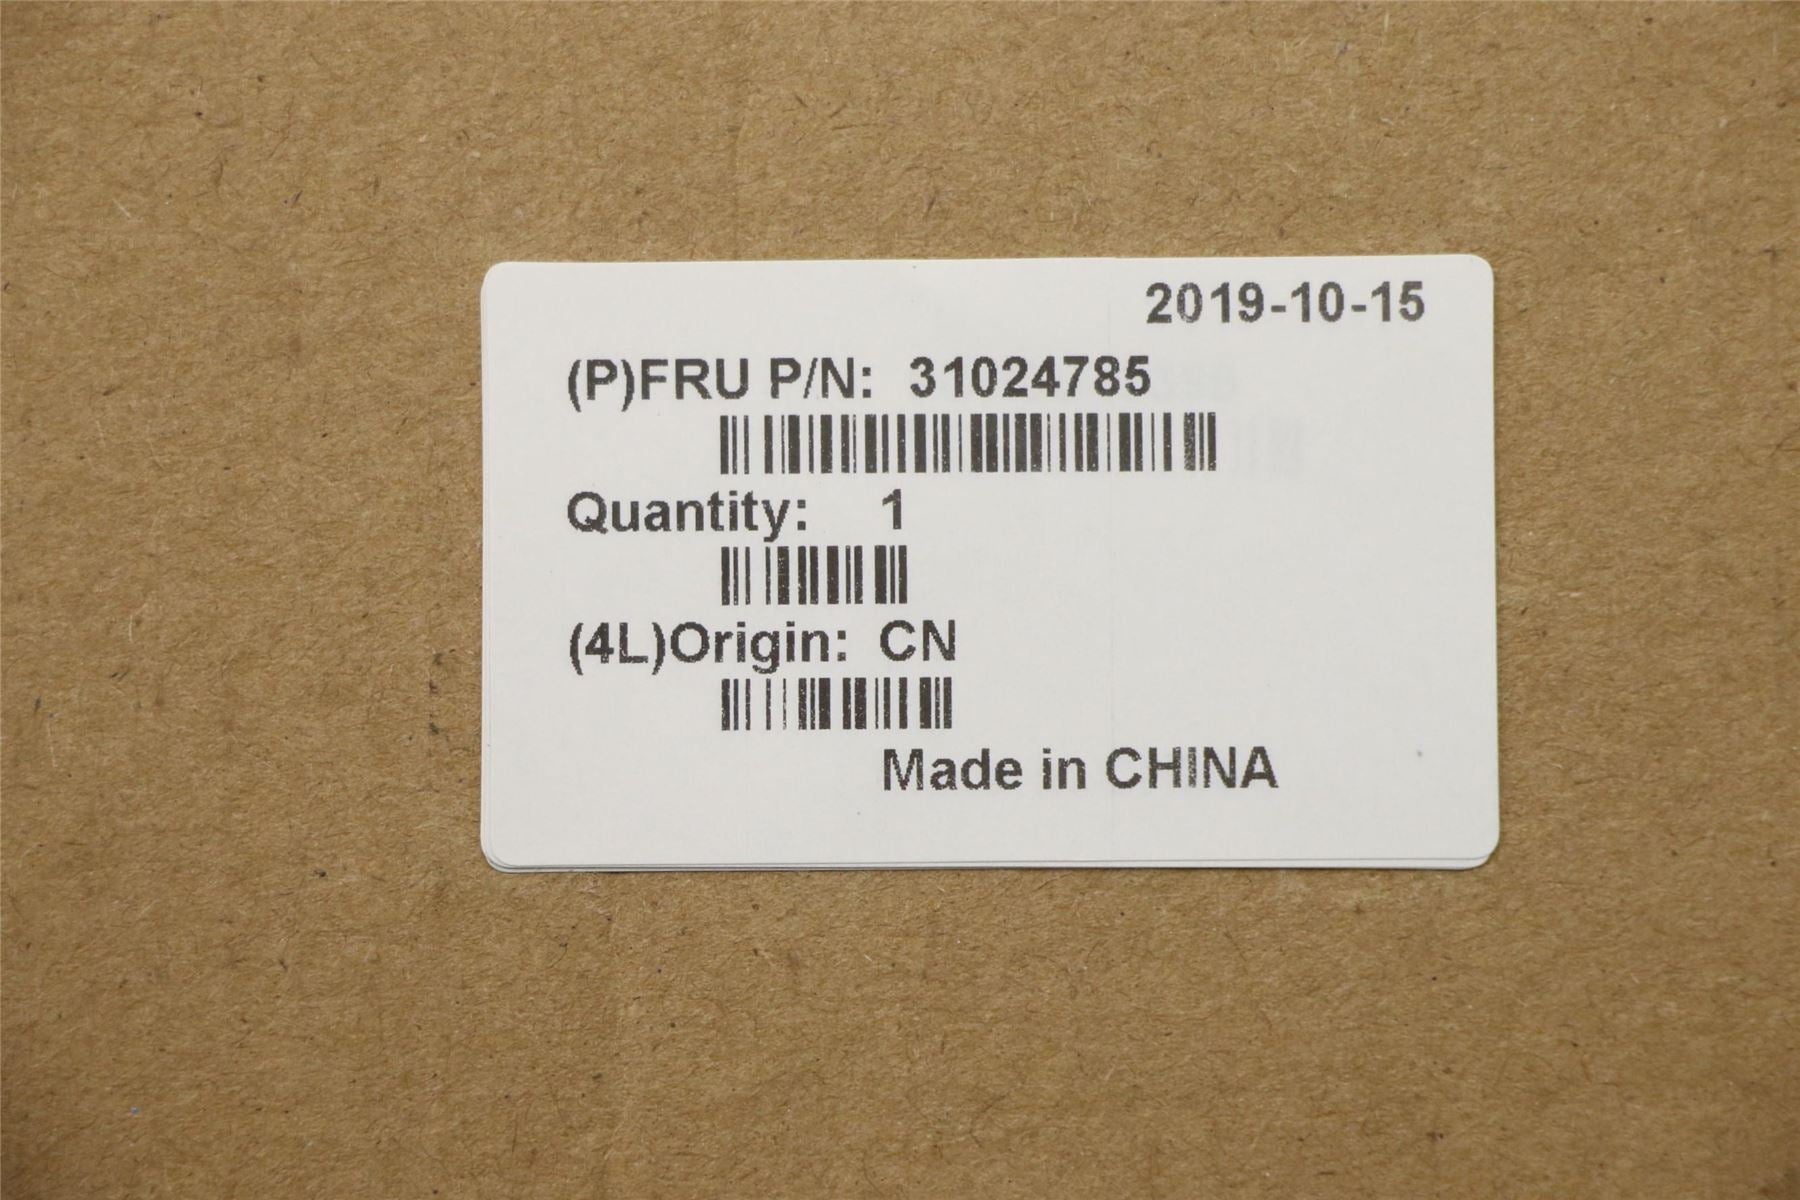 2019-10-15
(P)FRU P/N: 31024785
Quantity: 1
(4L)Origin: CN
Made in CHINA